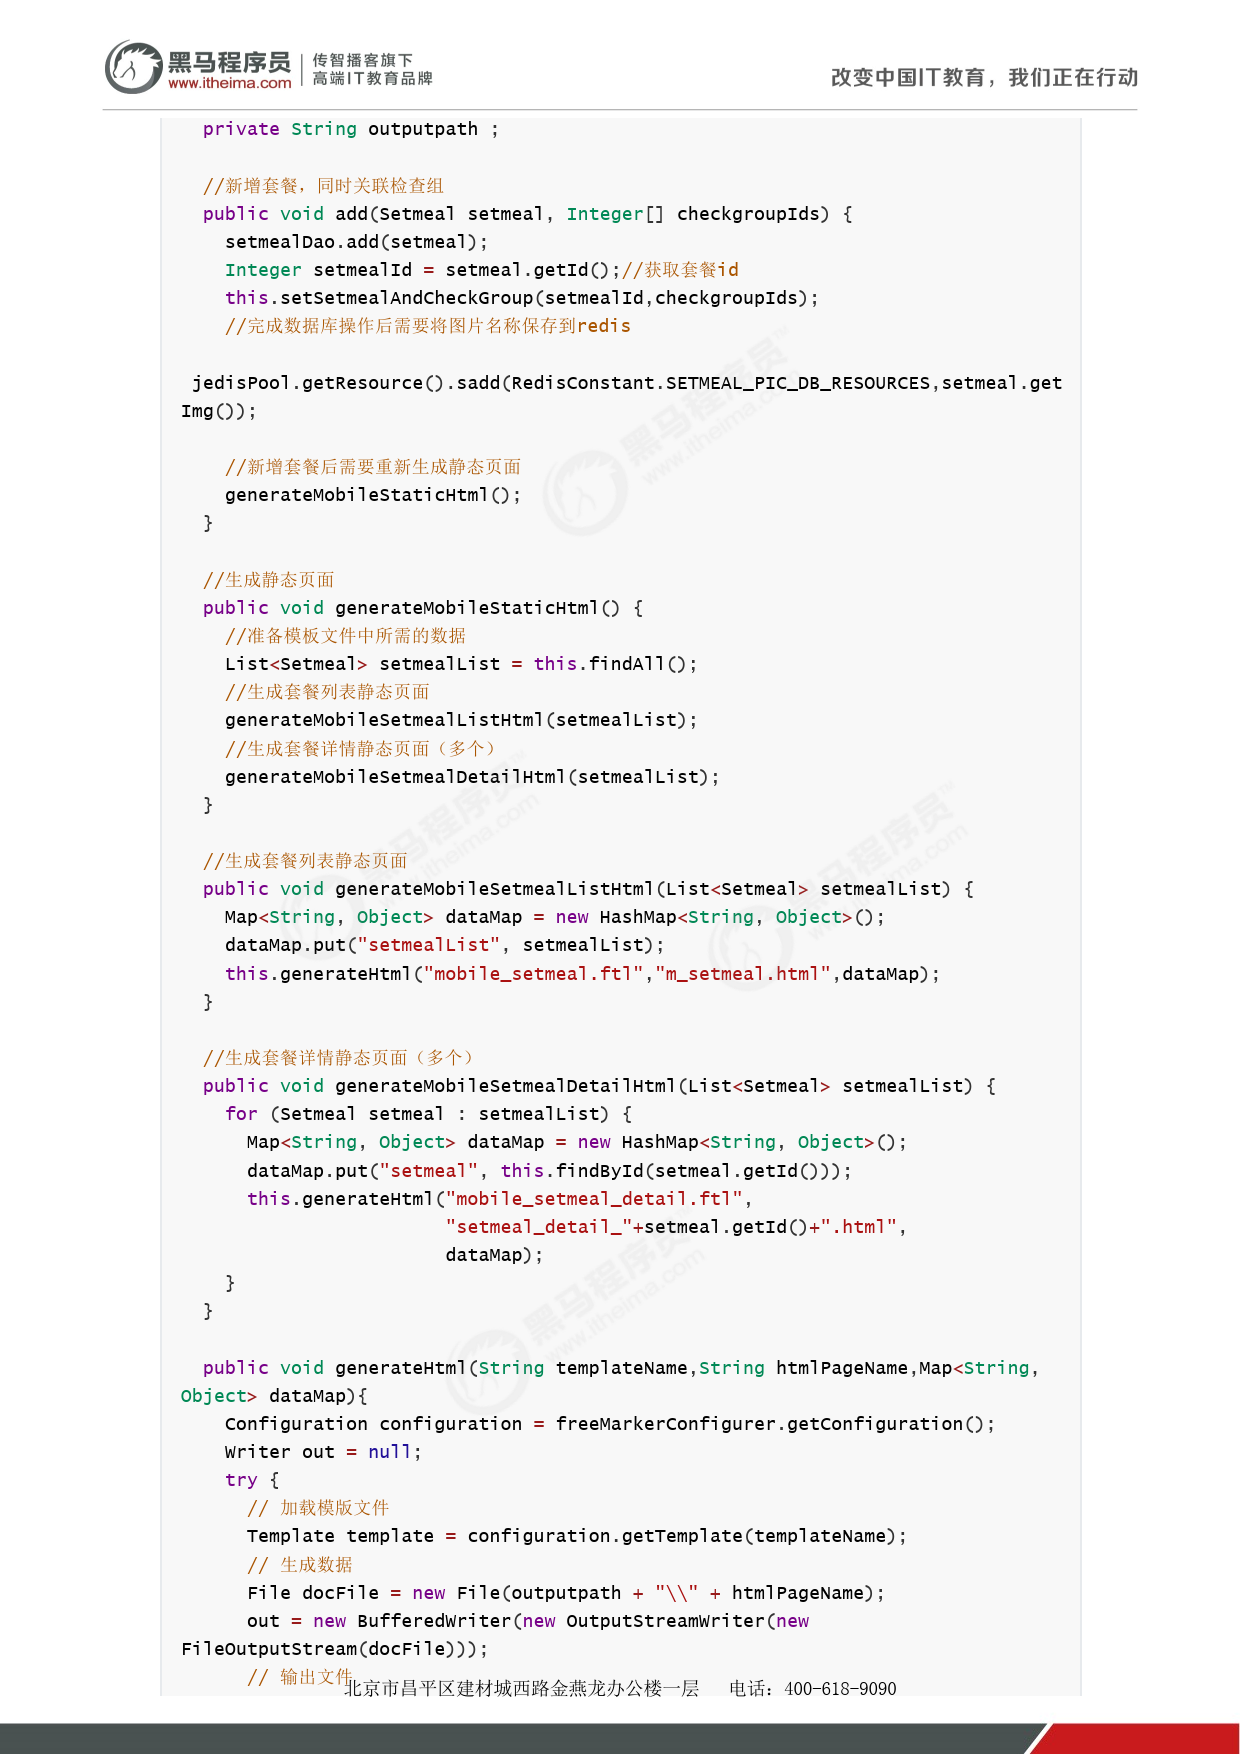 黑马程序员
www.itheima.com
传智播客旗下
高端IT教育品牌
改变中国IT教育，我们正在行动
private String outputpath ;
//新增套餐，同时关联检查组
public void add(Setmeal setmeal, Integer[] checkgroupIds) {
setmealDao.add(setmeal);
Integer setmealId = setmeal.getId();//获取套餐id
this.setSetmealAndCheckGroup(setmealId,checkgroupIds);
//完成数据库操作后需要将图片名称保存到redis
jedisPool.getResource().sadd(RedisConstant.SETMEAL_PIC_DB_RESOURCES,setmeal.get
Img());
//新增套餐后需要重新生成静态页面
generateMobileStaticHtml();
}
//生成静态页面
public void generateMobileStaticHtml() {
//准备模板文件中所需的数据
List<Setmeal> setmealList = this.findAll();
//生成套餐列表静态页面
generateMobileSetmealListHtml(setmealList);
//生成套餐详情静态页面（多个）
generateMobileSetmealDetailHtml(setmealList);
}
//生成套餐列表静态页面
public void generateMobileSetmealListHtml(List<Setmeal> setmealList) {
Map<String, Object> dataMap = new HashMap<String, Object>();
dataMap.put("setmealList", setmealList);
this.generateHtml("mobile_setmeal.ftl","m_setmeal.html",dataMap);
}
//生成套餐详情静态页面（多个）
public void generateMobileSetmealDetailHtml(List<Setmeal> setmealList) {
for (Setmeal setmeal : setmealList) {
Map<String, Object> dataMap = new HashMap<String, Object>();
dataMap.put("setmeal", this.findById(setmeal.getId()));
this.generateHtml("mobile_setmeal_detail.ftl",
"setmeal_detail_"+setmeal.getId()+".html",
dataMap);
}
}
public void generateHtml(String templateName,String htmlPageName,Map<String,
Object> dataMap){
Configuration configuration = freeMarkerConfigurer.getConfiguration();
Writer out = null;
try {
// 加载模版文件
Template template = configuration.getTemplate(templateName);
// 生成数据
File docFile = new File(outputpath + "\\" + htmlPageName);
out = new BufferedWriter(new OutputStreamWriter(new
FileOutputStream(docFile)));
// 输出文件
北京市昌平区建材城西路金燕龙办公楼一层 电话：400-618-9090